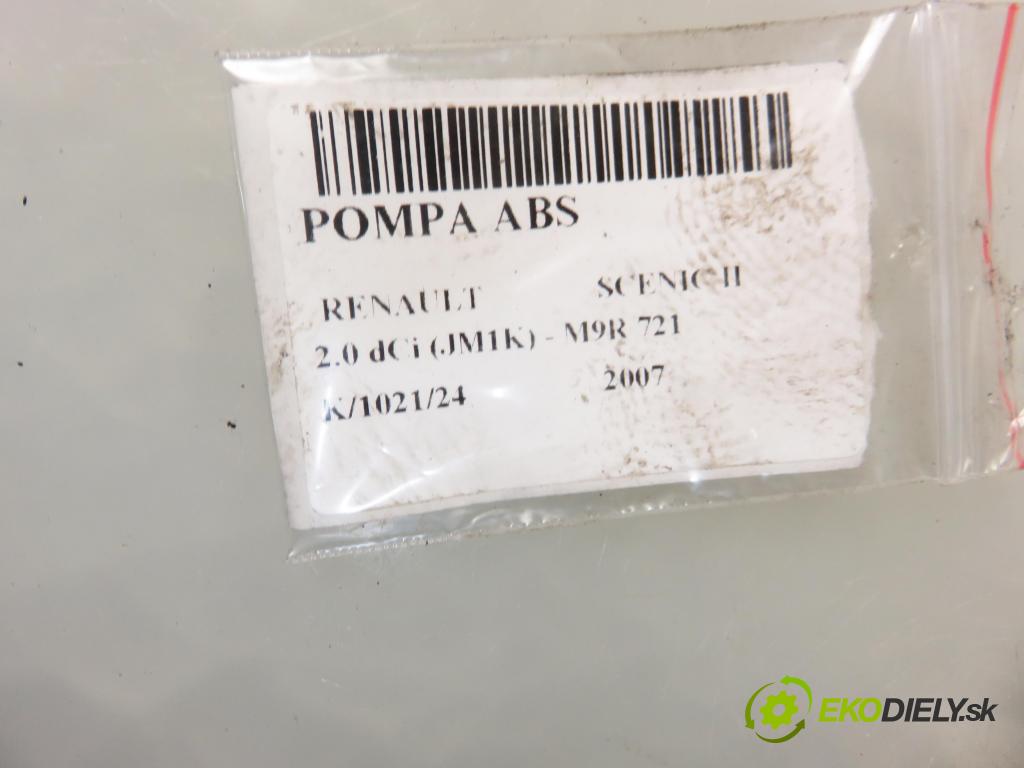 POMPA ABS
RENAULT SCENIC II
2.0 dCi (JM1K) - M9R 721
K/1021/24 2007
EKODIELY.sk